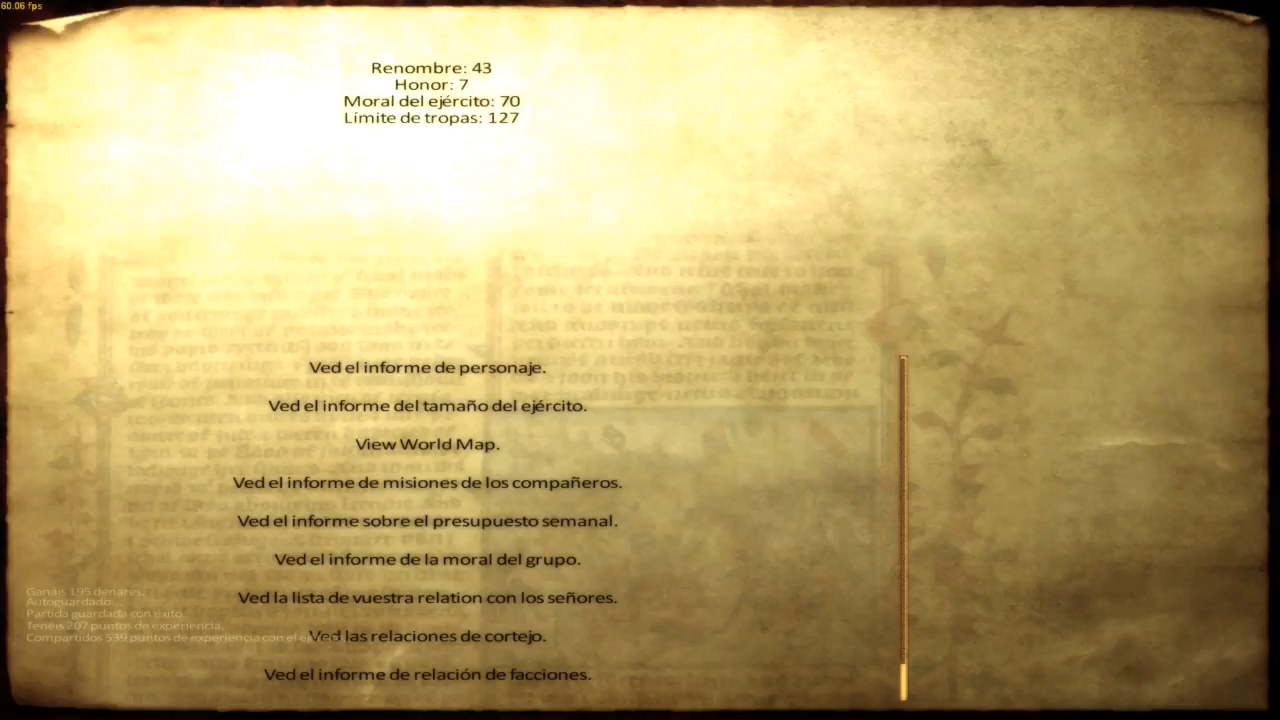 60.06 fps
Renombre: 43
Honor: 7
Moral del ejército: 70
Límite de tropas: 127
Ved el informe de personaje.
Ved el informe del tamaño del ejército.
View World Map.
Ved el informe de misiones de los compañeros.
Ved el informe sobre el presupuesto semanal.
Ved el informe de la moral del grupo.
Ved la lista de vuestra relation con los señores.
Ved las relaciones de cortejo.
Ved el informe de relación de facciones.
Ganáis 195 denares.
Autoguardado...
Partida guardada con éxito.
Tenéis 207 puntos de experiencia.
Compartidos 539 puntos de experiencia con el